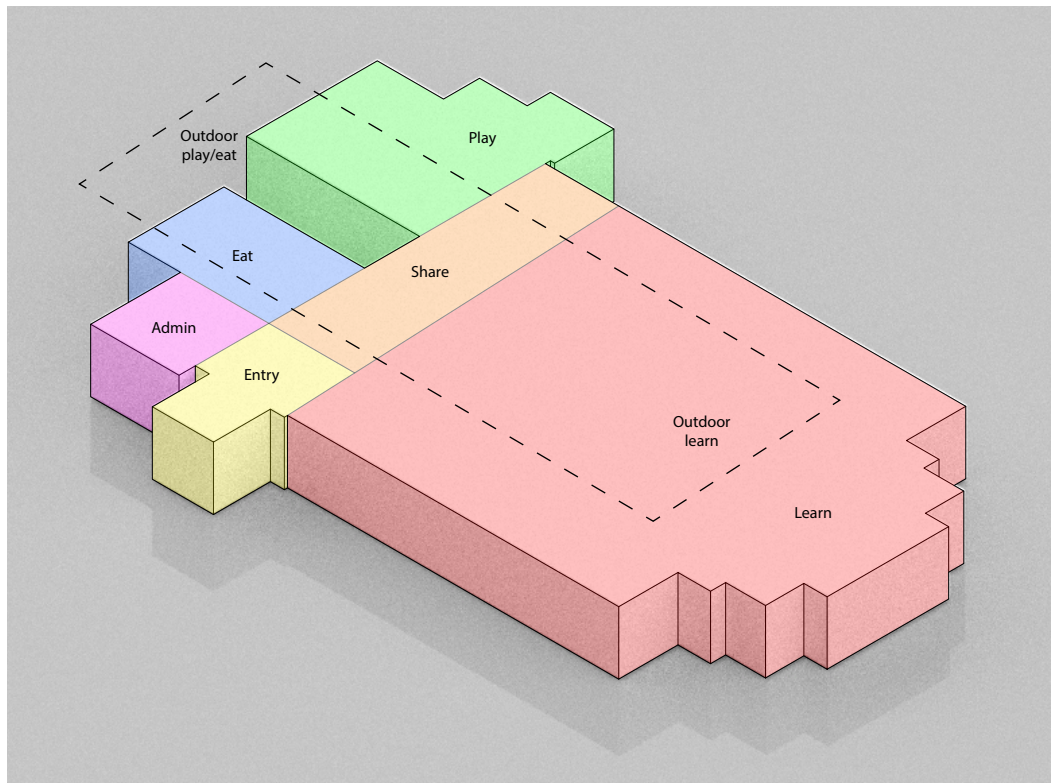 Outdoor
play/eat
Play
Eat
Share
Admin
Entry
Outdoor
learn
Learn